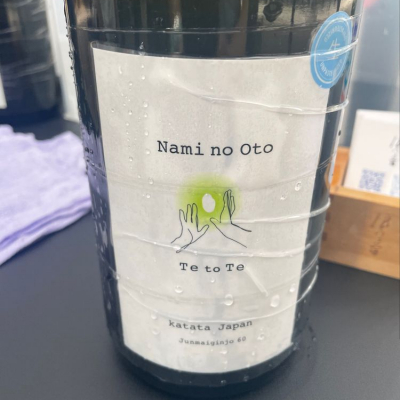 Nami no Oto
Te to Te
katata Japan
Junmaiginjo 60